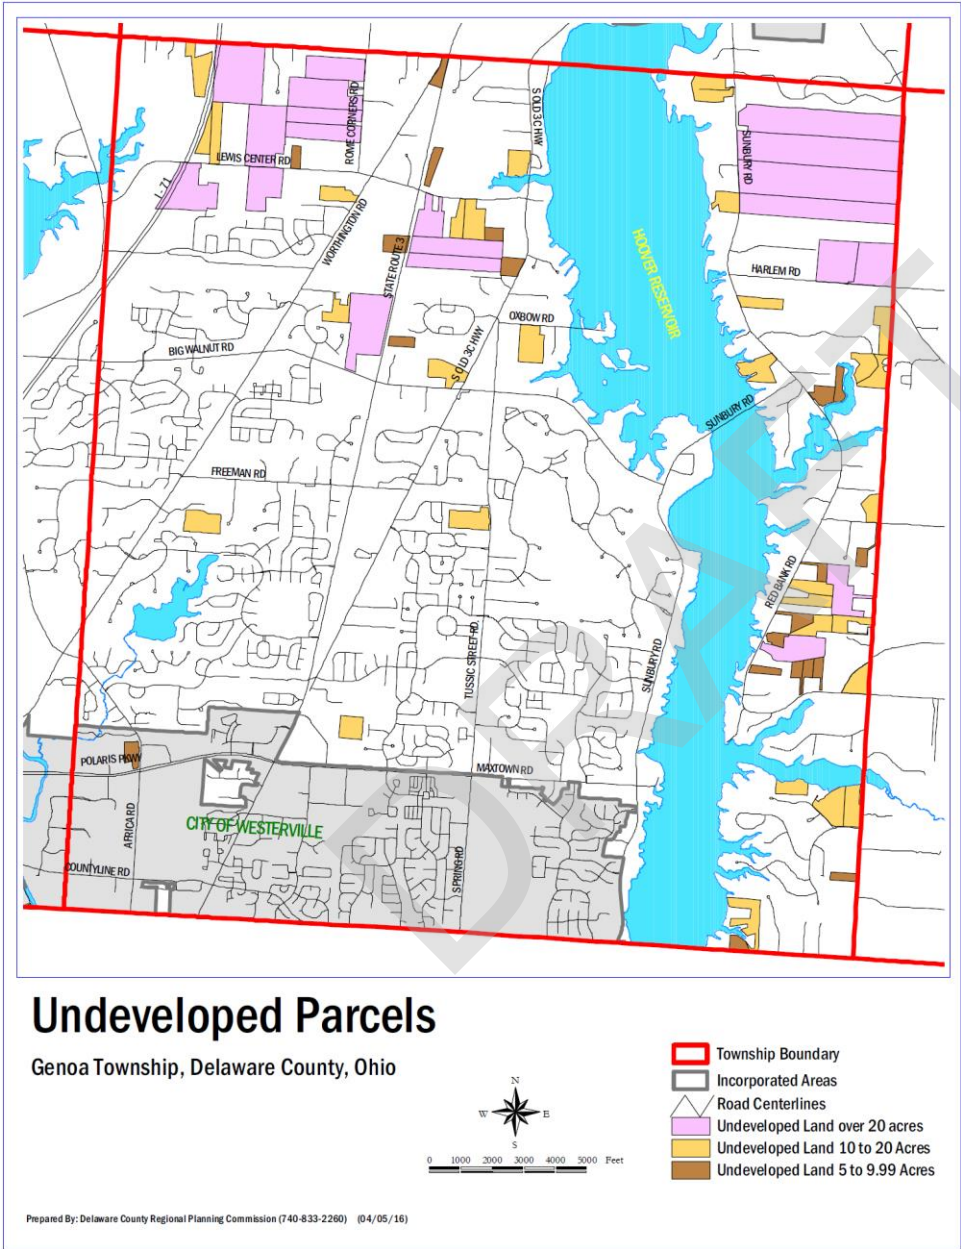 S OLD 3C HWY
ROME CORNERS RD
SUNBURY RD
LEWIS CENTER RD
I - 71
WORTHINGTON RD
STATE ROUTE 3
HOOVER RESERVOIR
HARLEM RD
OXBOW RD
BIG WALNUT RD
S OLD 3C HWY
SUNBURY RD
FREEMAN RD
RED BANK RD
TUSSIC STREET RD.
SUNBURY RD
POLARIS PKWY
MAXTOWN RD
AFRICA RD
CITY OF WESTERVILLE
SPRING RD
COUNTYLINE RD
DRAFT
Undeveloped Parcels
Genoa Township, Delaware County, Ohio
N
W E
S
0 1000 2000 3000 4000 5000 Feet
Township Boundary
Incorporated Areas
Road Centerlines
Undeveloped Land over 20 acres
Undeveloped Land 10 to 20 Acres
Undeveloped Land 5 to 9.99 Acres
Prepared By: Delaware County Regional Planning Commission (740-833-2260) (04/05/16)